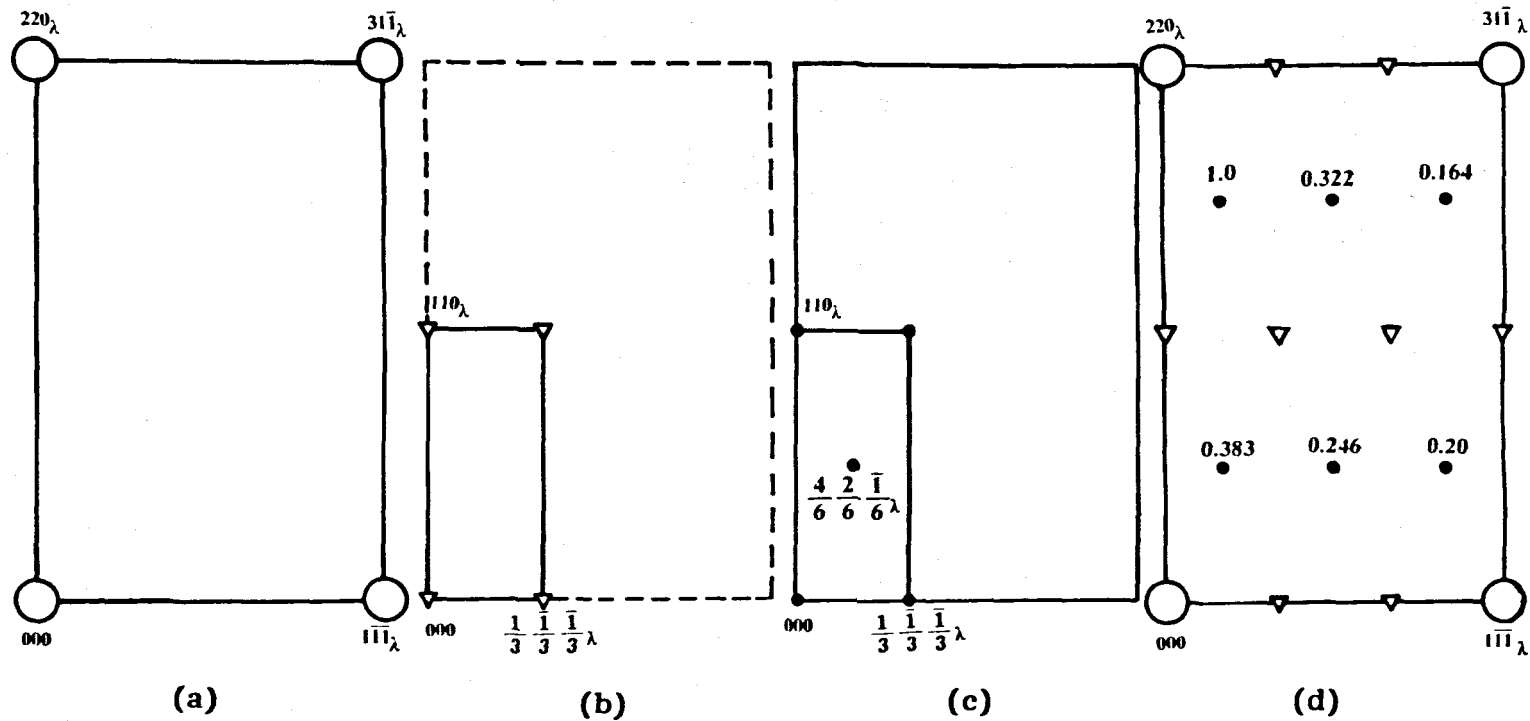 220λ
31̅1̅λ
000
11̅1̅λ
(a)
110λ
000
1/3 1̅/3 1̅/3 λ
(b)
110λ
4/6 2/6 1̅/6 λ
000
1/3 1̅/3 1̅/3 λ
(c)
220λ
311̅λ
1.0
0.322
0.164
0.383
0.246
0.20
000
11̅1̅λ
(d)